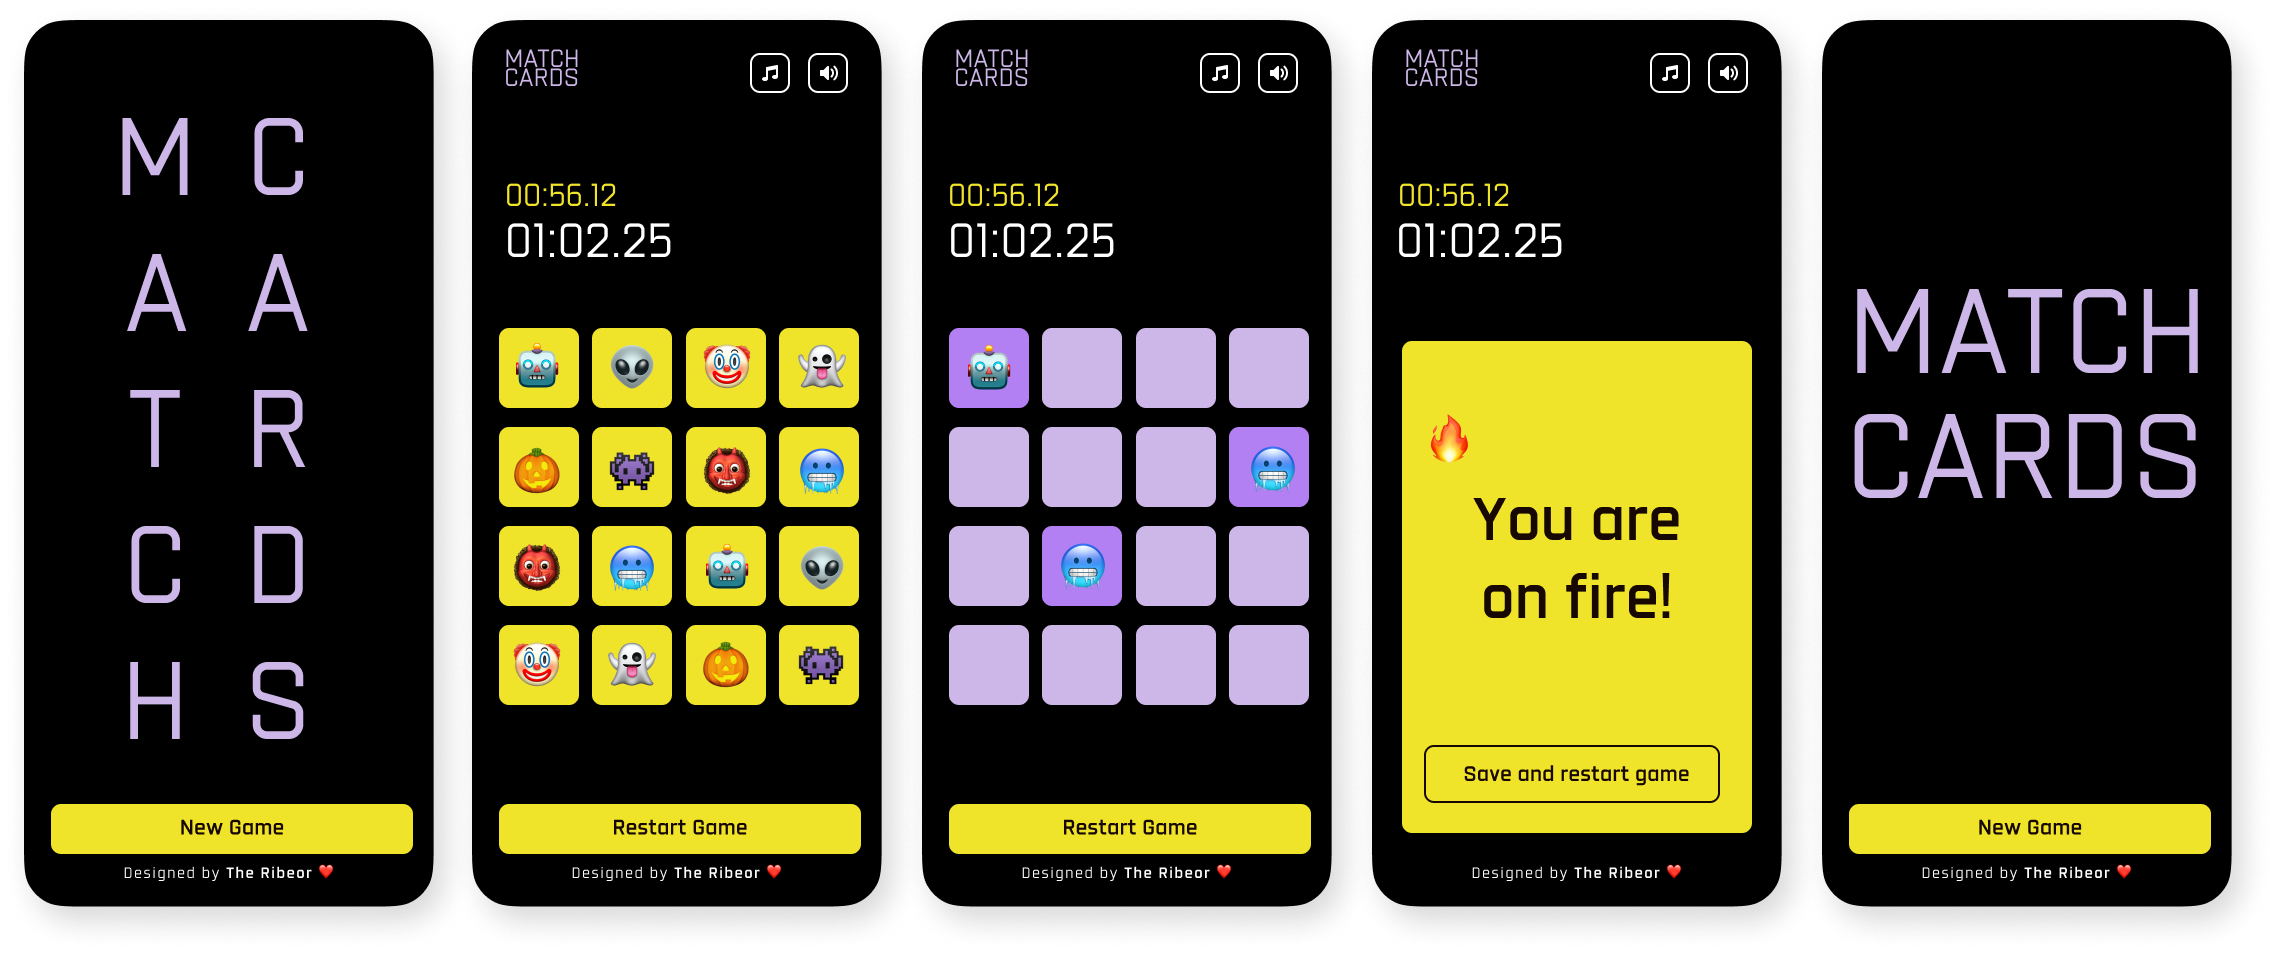 M C
A A
T R
C D
H S
New Game
Designed by The Ribeor ❤️
MATCH
CARDS
00:56.12
01:02.25
Restart Game
Designed by The Ribeor ❤️
MATCH
CARDS
00:56.12
01:02.25
Restart Game
Designed by The Ribeor ❤️
MATCH
CARDS
00:56.12
01:02.25
You are
on fire!
Save and restart game
Designed by The Ribeor ❤️
MATCH
CARDS
New Game
Designed by The Ribeor ❤️